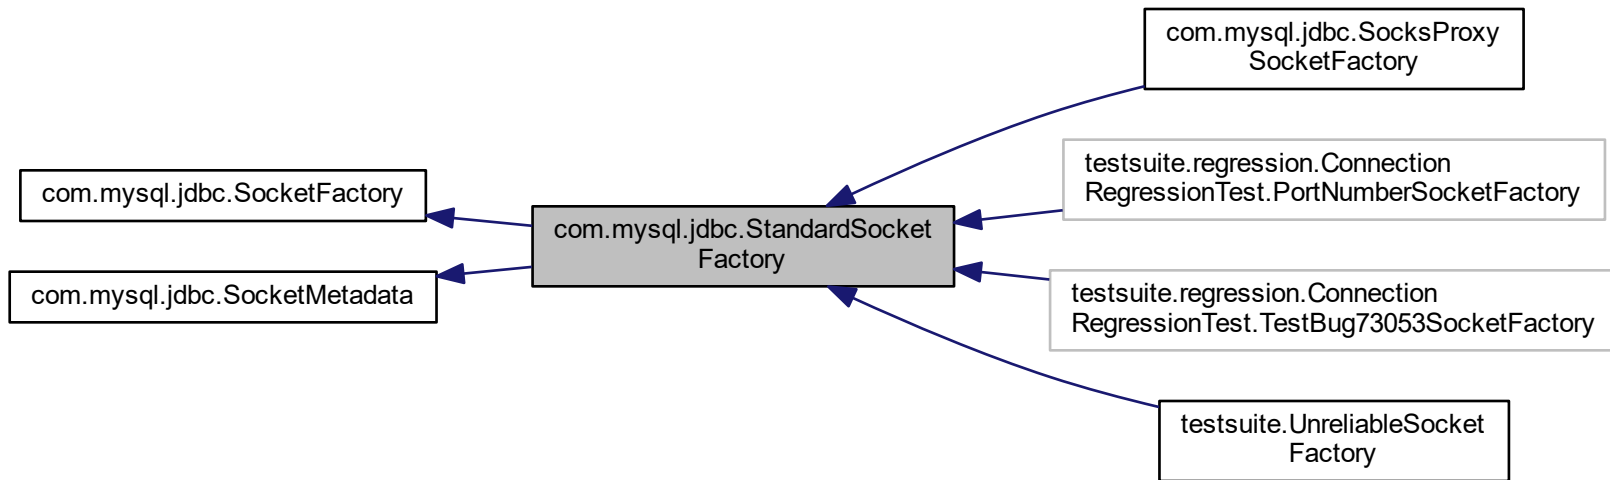 com.mysql.jdbc.SocketFactory
com.mysql.jdbc.SocketMetadata
com.mysql.jdbc.StandardSocket
Factory
com.mysql.jdbc.SocksProxy
SocketFactory
testsuite.regression.Connection
RegressionTest.PortNumberSocketFactory
testsuite.regression.Connection
RegressionTest.TestBug73053SocketFactory
testsuite.UnreliableSocket
Factory